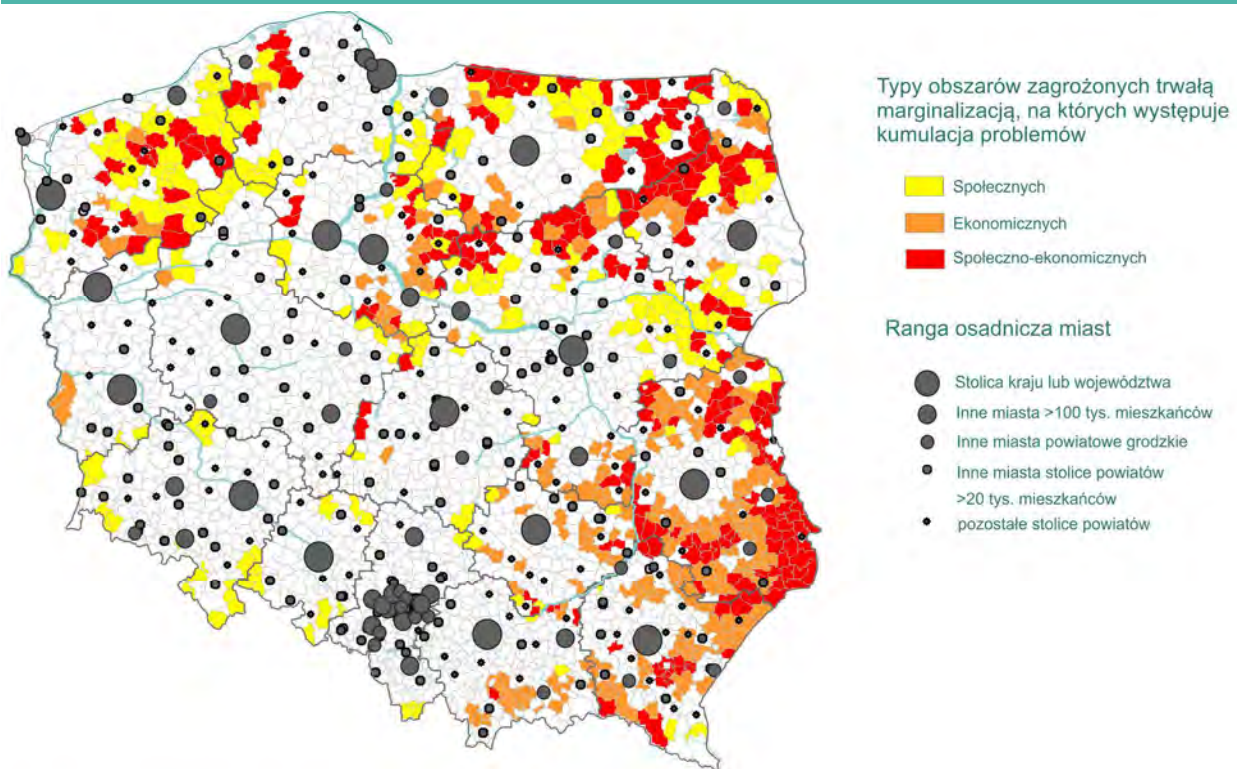 Typy obszarów zagrożonych trwałą
marginalizacją, na których występuje
kumulacja problemów
Społecznych
Ekonomicznych
Społeczno-ekonomicznych
Ranga osadnicza miast
Stolica kraju lub województwa
Inne miasta >100 tys. mieszkańców
Inne miasta powiatowe grodzkie
Inne miasta stolice powiatów
>20 tys. mieszkańców
pozostałe stolice powiatów